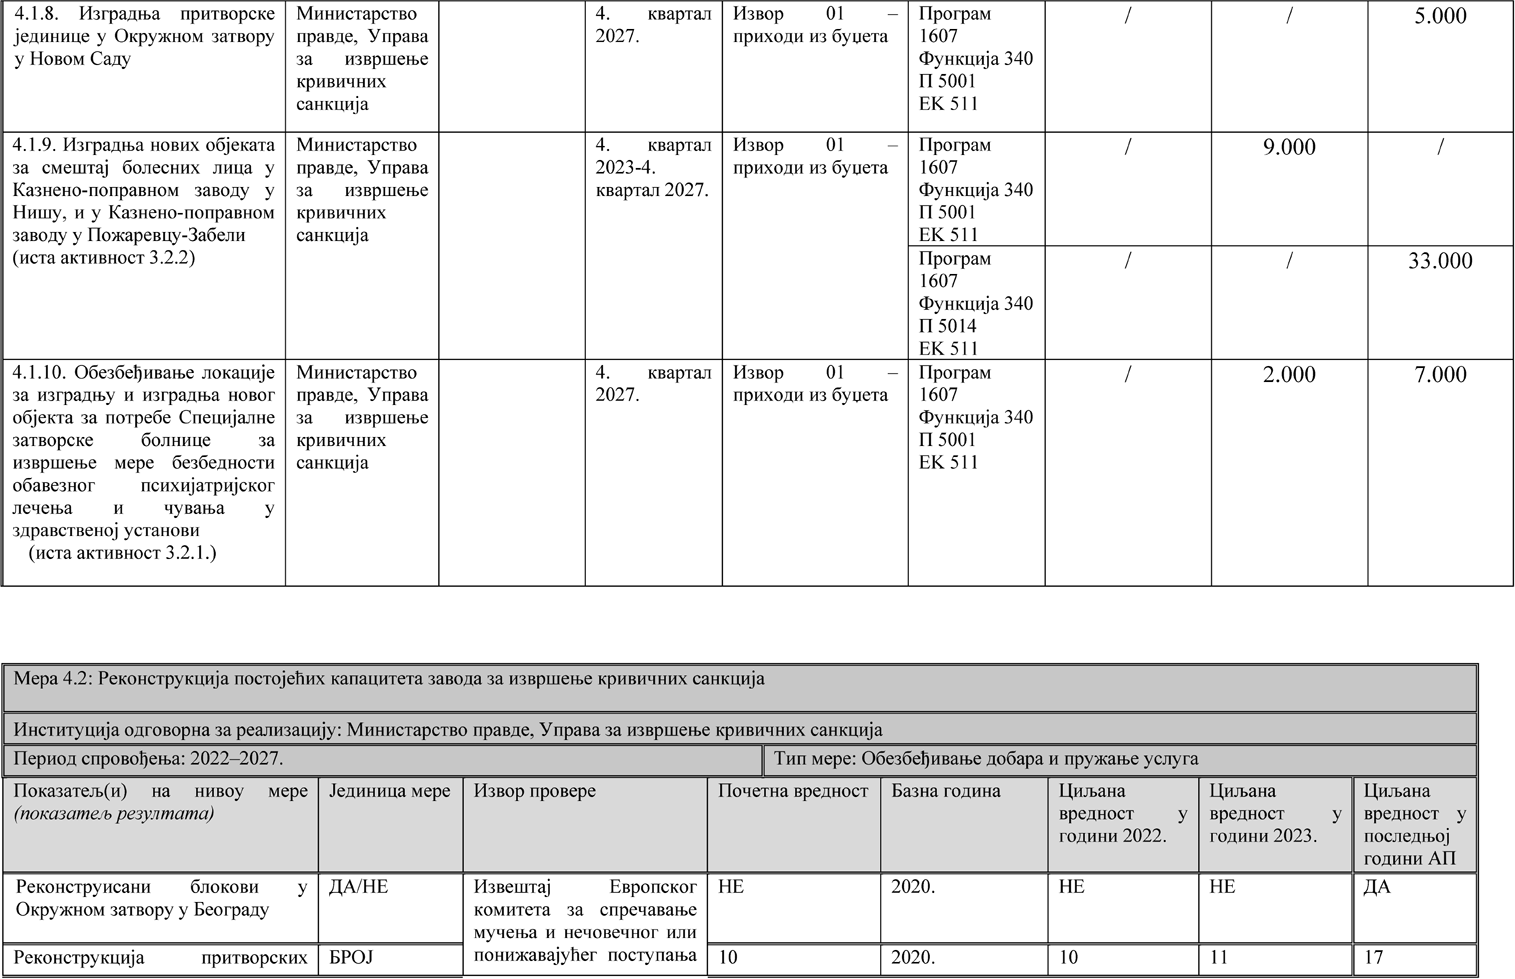 4.1.8. Изградња притворске
јединице у Окружном затвору
у Новом Саду
Министарство
правде, Управа
за извршење
кривичних
санкција
4. квартал
2027.
Извор 01 –
приходи из буџета
Програм
1607
Функција 340
П 5001
ЕК 511
/
/
5.000
4.1.9. Изградња нових објеката
за смештај болесних лица у
Казнено-поправном заводу у
Нишу, и у Казнено-поправном
заводу у Пожаревцу-Забели
(иста активност 3.2.2)
Министарство
правде, Управа
за извршење
кривичних
санкција
4. квартал
2023-4.
квартал 2027.
Извор 01 –
приходи из буџета
Програм
1607
Функција 340
П 5001
ЕК 511
/
9.000
/
Програм
1607
Функција 340
П 5014
ЕК 511
/
/
33.000
4.1.10. Обезбеђивање локације
за изградњу и изградња новог
објекта за потребе Специјалне
затворске болнице за
извршење мере безбедности
обавезног психијатријског
лечења и чувања у
здравственој установи
(иста активност 3.2.1.)
Министарство
правде, Управа
за извршење
кривичних
санкција
4. квартал
2027.
Извор 01 –
приходи из буџета
Програм
1607
Функција 340
П 5001
ЕК 511
/
2.000
7.000
Мера 4.2: Реконструкција постојећих капацитета завода за извршење кривичних санкција
Институција одговорна за реализацију: Министарство правде, Управа за извршење кривичних санкција
Период спровођења: 2022–2027.
Тип мере: Обезбеђивање добара и пружање услуга
Показатељ(и) на нивоу мере
(показатељ резултата)
Јединица мере
Извор провере
Почетна вредност
Базна година
Циљана
вредност у
години 2022.
Циљана
вредност у
години 2023.
Циљана
вредност у
последњој
години АП
Реконструисани блокови у
Окружном затвору у Београду
ДА/НЕ
Извештај Европског
комитета за спречавање
мучења и нечовечног или
понижавајућег поступања
НЕ
2020.
НЕ
НЕ
ДА
Реконструкција притворских
БРОЈ
10
2020.
10
11
17